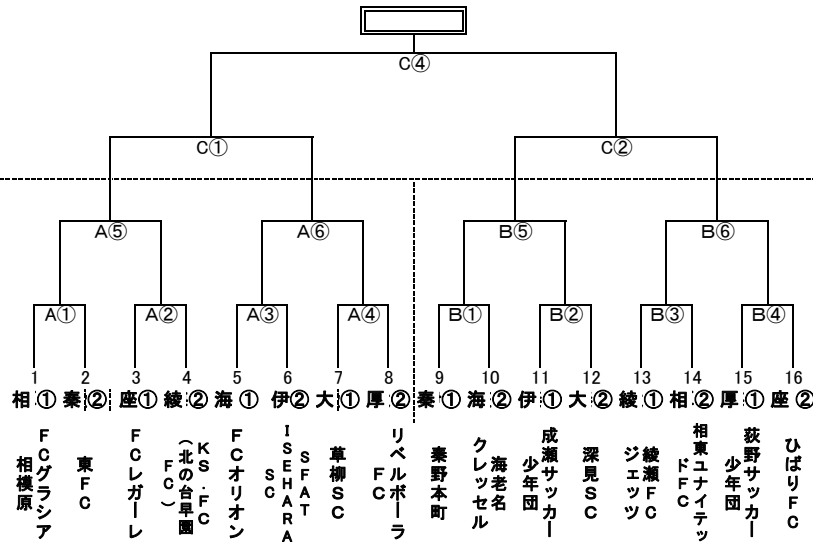 C④
C① C②
A⑤ A⑥ B⑤ B⑥
A① A② A③ A④ B① B② B③ B④
1 2 3 4 5 6 7 8 9 10 11 12 13 14 15 16
相① 秦② 座① 綾② 海① 伊② 大① 厚② 秦① 海② 伊① 大② 綾① 相② 厚① 座②
FCグラシア
相模原
東FC
FCレガーレ
KS.FC
(北の台早園
FC)
FCオリオン
SFAT
ISEHARA
SC
草柳SC
リベルボーラ
FC
秦野本町
海老名
クレッセル
成瀬サッカー
少年団
深見SC
綾瀬FC
ジェッツ
相東ユナイテッ
ドFC
荻野サッカー
少年団
ひばりFC